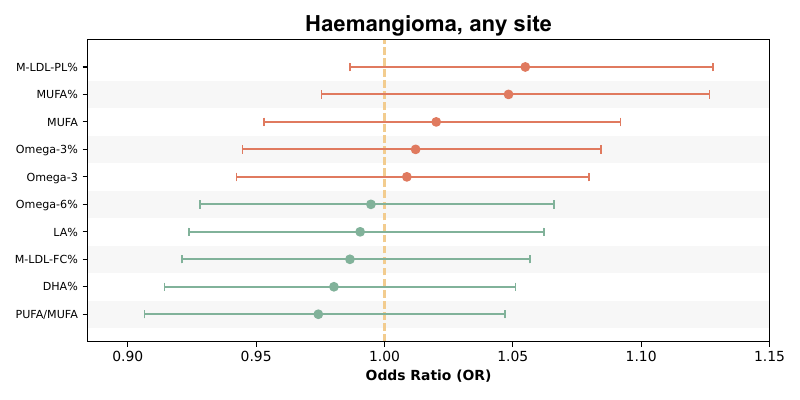 Haemangioma, any site
M-LDL-PL%
MUFA%
MUFA
Omega-3%
Omega-3
Omega-6%
LA%
M-LDL-FC%
DHA%
PUFA/MUFA
0.90 0.95 1.00 1.05 1.10 1.15
Odds Ratio (OR)